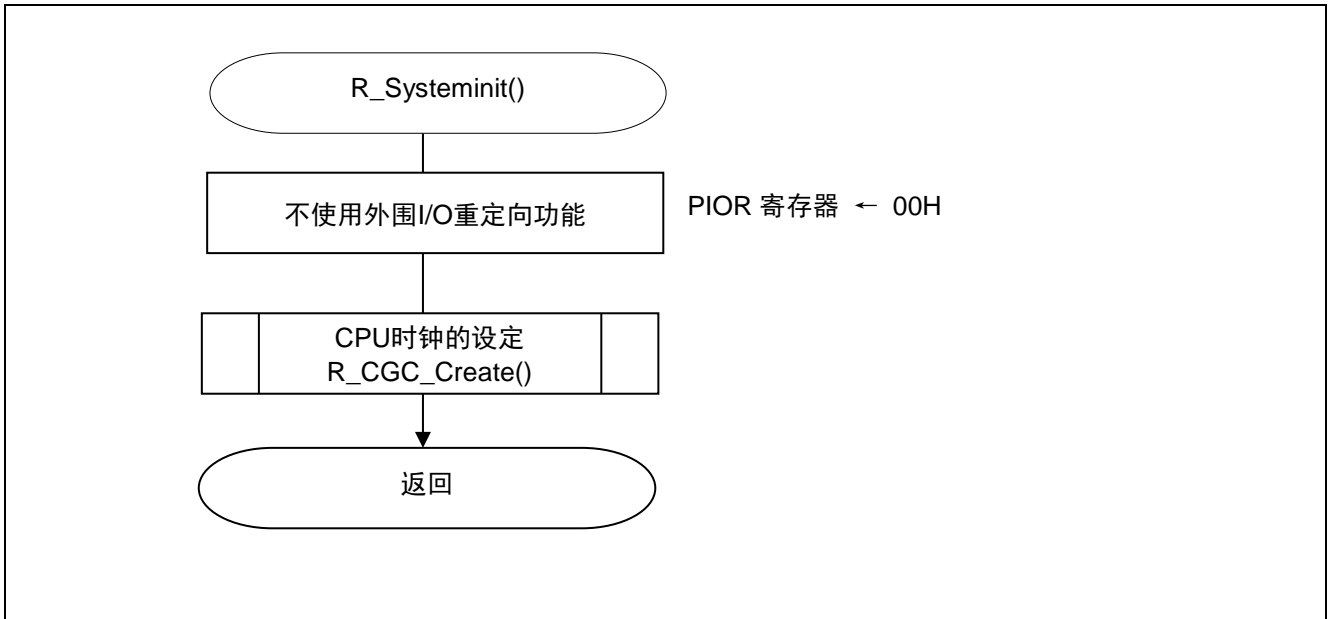 R_Systeminit()
不使用外围I/O重定向功能
PIOR 寄存器 ← 00H
CPU时钟的设定
R_CGC_Create()
返回